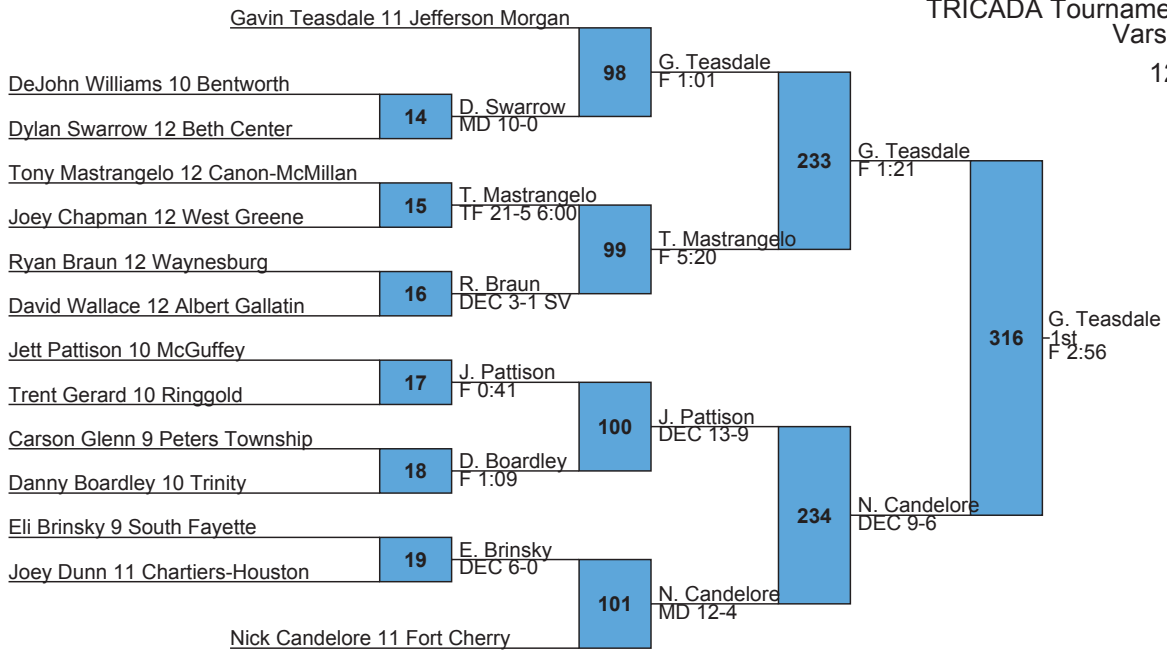 TRICADA Tourname
Vars
12
Gavin Teasdale 11 Jefferson Morgan
98
G. Teasdale
F 1:01
DeJohn Williams 10 Bentworth
14
D. Swarrow
MD 10-0
Dylan Swarrow 12 Beth Center
233
G. Teasdale
F 1:21
Tony Mastrangelo 12 Canon-McMillan
15
T. Mastrangelo
TF 21-5 6:00
Joey Chapman 12 West Greene
99
T. Mastrangelo
F 5:20
Ryan Braun 12 Waynesburg
16
R. Braun
DEC 3-1 SV
David Wallace 12 Albert Gallatin
316
G. Teasdale
1st
F 2:56
Jett Pattison 10 McGuffey
17
J. Pattison
F 0:41
Trent Gerard 10 Ringgold
100
J. Pattison
DEC 13-9
Carson Glenn 9 Peters Township
18
D. Boardley
F 1:09
Danny Boardley 10 Trinity
234
N. Candelore
DEC 9-6
Eli Brinsky 9 South Fayette
19
E. Brinsky
DEC 6-0
Joey Dunn 11 Chartiers-Houston
101
N. Candelore
MD 12-4
Nick Candelore 11 Fort Cherry